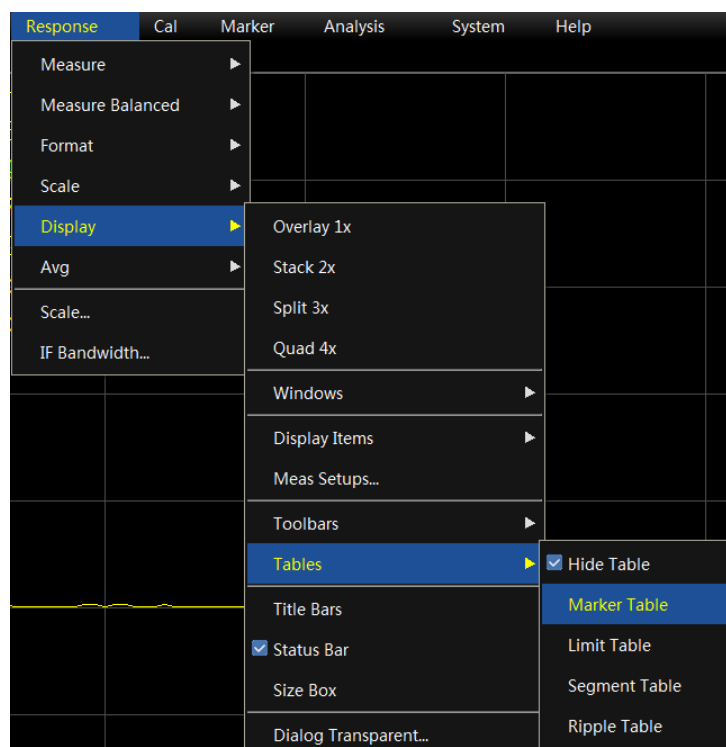 Response Cal Marker Analysis System Help
Measure
Measure Balanced
Format
Scale
Display
Avg
Scale...
IF Bandwidth...
Overlay 1x
Stack 2x
Split 3x
Quad 4x
Windows
Display Items
Meas Setups...
Toolbars
Tables
Title Bars
Status Bar
Size Box
Dialog Transparent...
Hide Table
Marker Table
Limit Table
Segment Table
Ripple Table